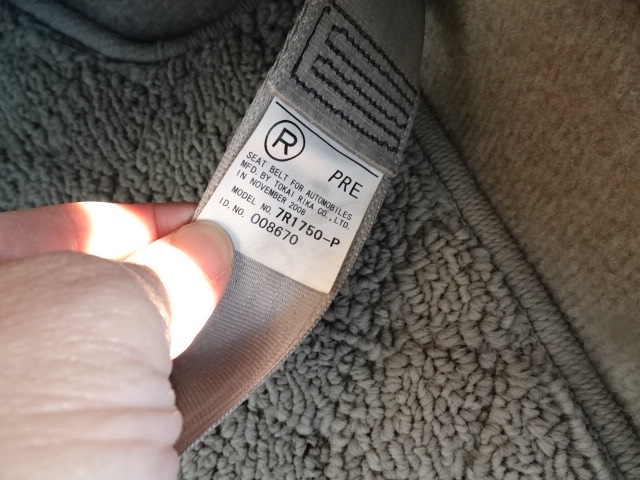 R
PRE
SEAT BELT FOR AUTOMOBILES
MFD. BY TOKAI RIKA CO., LTD.
IN NOVEMBER 2008
MODEL NO. 7R1750-P
ID. NO. 008670